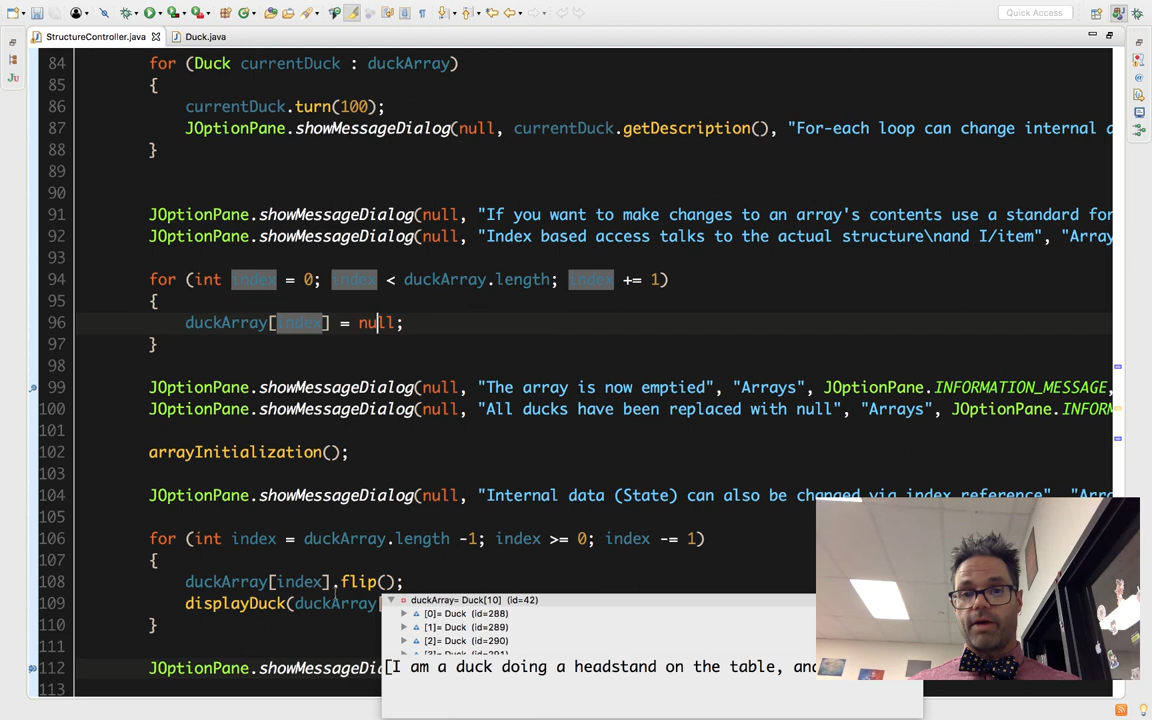 Quick Access
StructureController.java
Duck.java
84 for (Duck currentDuck : duckArray)
85 {
86 currentDuck.turn(100);
87 JOptionPane.showMessageDialog(null, currentDuck.getDescription(), "For-each loop can change internal a
88 }
89
90
91 JOptionPane.showMessageDialog(null, "If you want to make changes to an array's contents use a standard for
92 JOptionPane.showMessageDialog(null, "Index based access talks to the actual structure\nand I/item", "Array
93
94 for (int index = 0; index < duckArray.length; index += 1)
95 {
96 duckArray[index] = null;
97 }
98
99 JOptionPane.showMessageDialog(null, "The array is now emptied", "Arrays", JOptionPane.INFORMATION_MESSAGE,
100 JOptionPane.showMessageDialog(null, "All ducks have been replaced with null", "Arrays", JOptionPane.INFORM
101
102 arrayInitialization();
103
104 JOptionPane.showMessageDialog(null, "Internal data (State) can also be changed via index reference", "Arra
105
106 for (int index = duckArray.length -1; index >= 0; index -= 1)
107 {
108 duckArray[index].flip();
109 displayDuck(duckArray[
110 }
111
112 JOptionPane.showMessageDia
113
duckArray= Duck[10] (id=42)
[0]= Duck (id=288)
[1]= Duck (id=289)
[2]= Duck (id=290)
[3]= Duck (id=291)
[I am a duck doing a headstand on the table, and